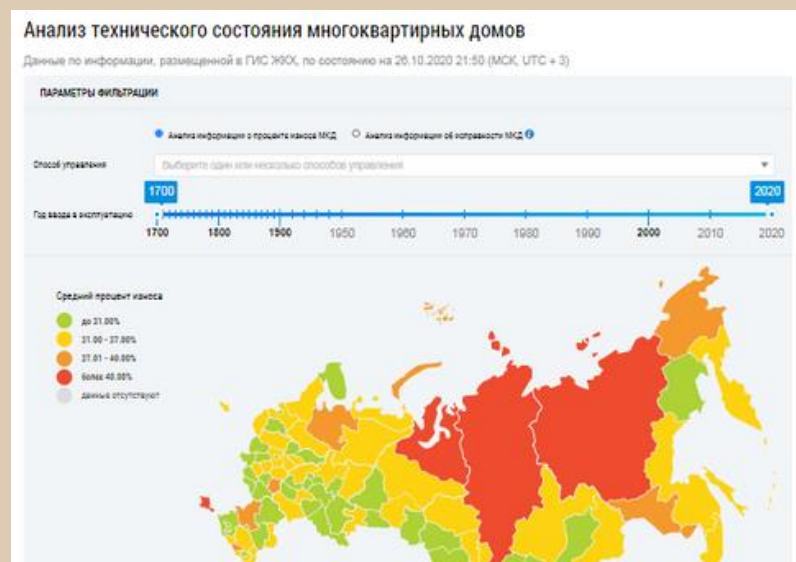 Анализ технического состояния многоквартирных домов
Данные по информации, размещенной в ГИС ЖКХ, по состоянию на 26.10.2020 21:50 (МСК, UTC + 3)
ПАРАМЕТРЫ ФИЛЬТРАЦИИ
Анализ информации о проценте износа МКД Анализ информации об исправности МКД
Способ управления Выберите один или несколько способов управления
1700 2020
Год ввода в эксплуатацию
1700 1800 1900 1950 1960 1970 1980 1990 2000 2010 2020
Средний процент износа
до 31.00%
31.00 - 37.00%
37.01 - 40.00%
более 40.00%
данные отсутствуют